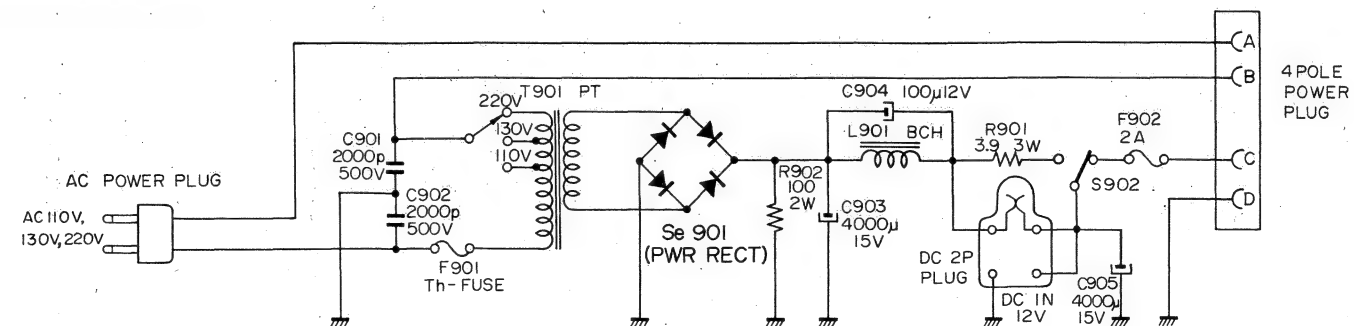 A
B
C
D
4 POLE
POWER
PLUG
T901 PT
220V
130V
110V
C901
2000p
500V
C902
2000p
500V
AC POWER PLUG
AC110V,
130V, 220V
F901
Th-FUSE
Se 901
(PWR RECT)
R902
100
2W
C903
4000μ
15V
C904 100μ12V
L901 BCH
R901
3.9 3W
F902
2A
S902
DC 2P
PLUG
DC IN
12V
C905
4000μ
15V